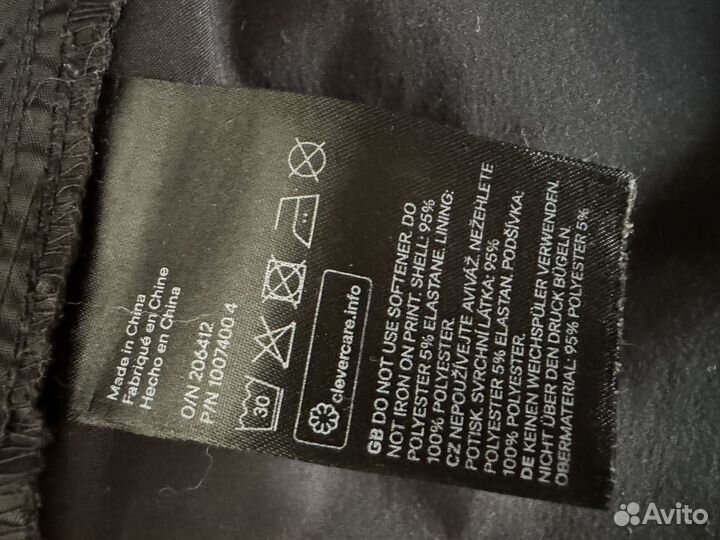 Made in China
Fabriqué en Chine
Hecho en China
O/N 206412
P/N 1007400 4
30
clevercare.info
GB DO NOT USE SOFTENER. DO
NOT IRON ON PRINT. SHELL: 95%
POLYESTER 5% ELASTANE. LINING:
100% POLYESTER.
CZ NEPOUŽÍVEJTE AVIVÁŽ. NEŽEHLETE
POTISK. SVRCHNÍ LÁTKA: 95%
POLYESTER 5% ELASTAN. PODŠÍVKA:
100% POLYESTER.
DE KEINEN WEICHSPÜLER VERWENDEN.
NICHT ÜBER DEN DRUCK BÜGELN.
OBERMATERIAL: 95% POLYESTER 5%
Avito